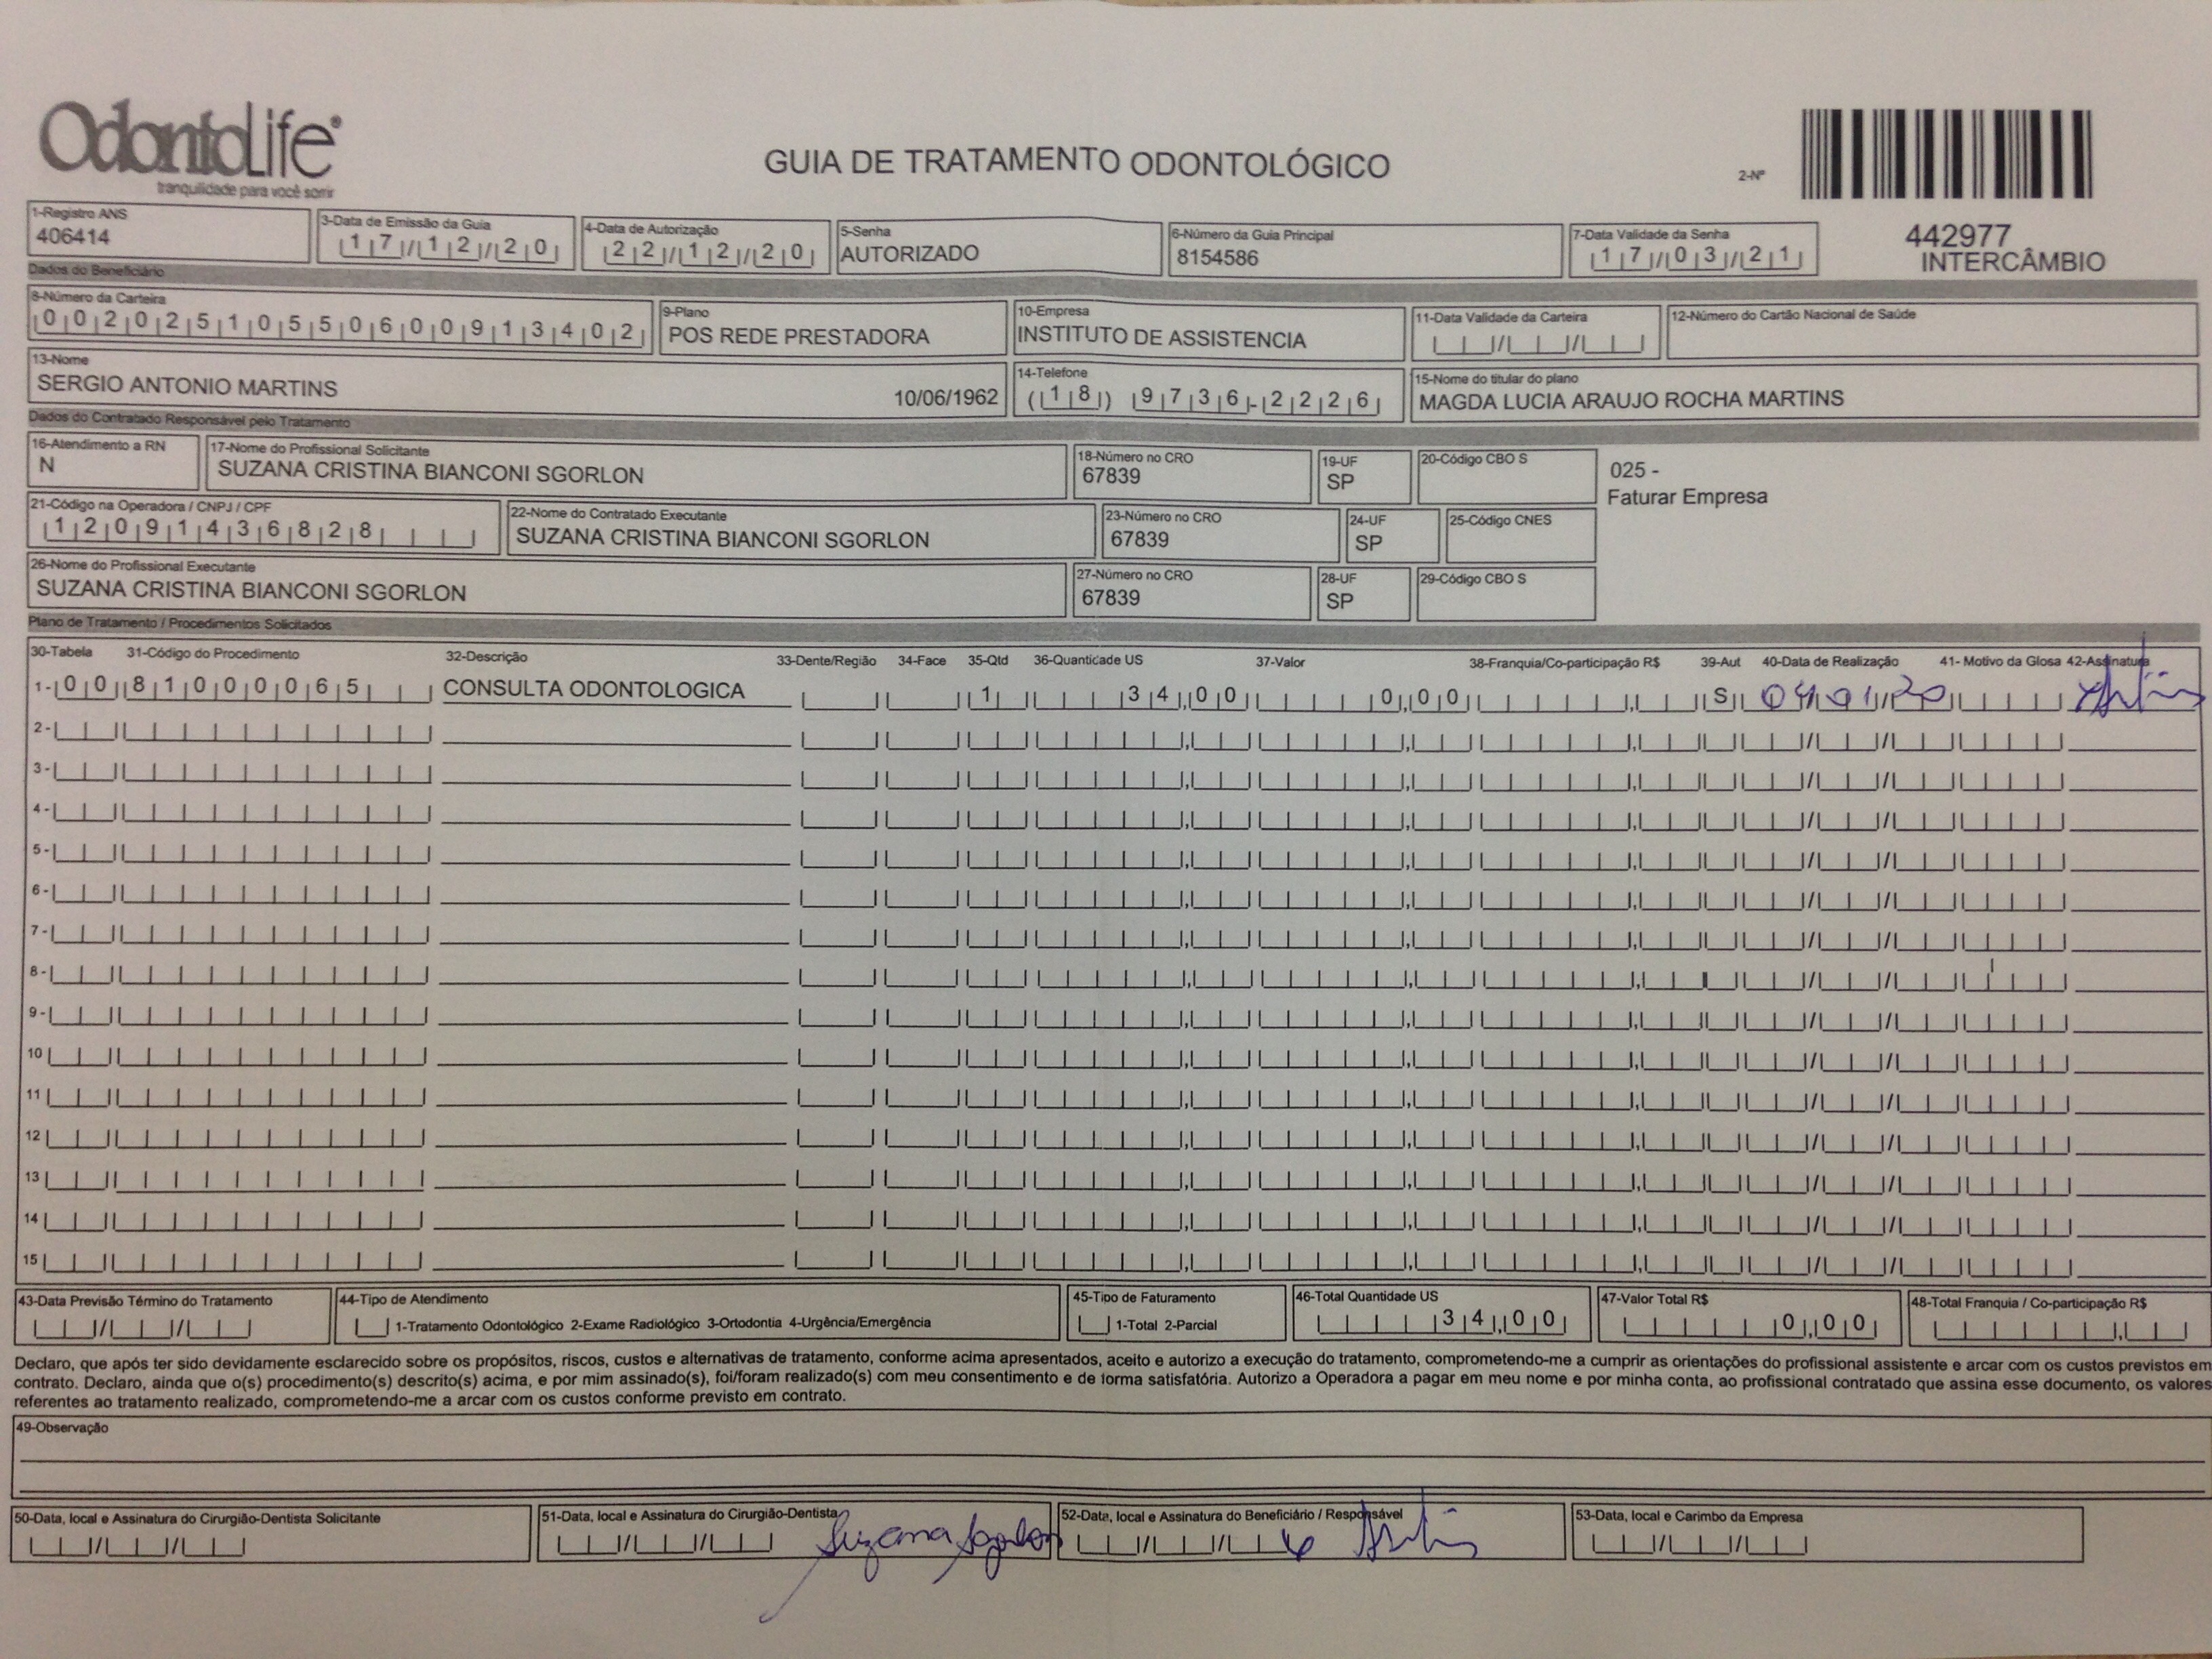 OdontoLife®
tranquilidade para você sorrir
GUIA DE TRATAMENTO ODONTOLÓGICO
2-Nº
442977
INTERCÂMBIO
1-Registro ANS
406414
3-Data de Emissão da Guia
17/12/20
4-Data de Autorização
22/12/20
5-Senha
AUTORIZADO
6-Número da Guia Principal
8154586
7-Data Validade da Senha
17/03/21
Dados do Beneficiário
8-Número da Carteira
00202510550600913402
9-Plano
POS REDE PRESTADORA
10-Empresa
INSTITUTO DE ASSISTENCIA
11-Data Validade da Carteira
12-Número do Cartão Nacional de Saúde
13-Nome
SERGIO ANTONIO MARTINS 10/06/1962
14-Telefone
(18) 9736-2226
15-Nome do titular do plano
MAGDA LUCIA ARAUJO ROCHA MARTINS
Dados do Contratado Responsável pelo Tratamento
16-Atendimento a RN
N
17-Nome do Profissional Solicitante
SUZANA CRISTINA BIANCONI SGORLON
18-Número no CRO
67839
19-UF
SP
20-Código CBO S
025 -
Faturar Empresa
21-Código na Operadora / CNPJ / CPF
12091436828
22-Nome do Contratado Executante
SUZANA CRISTINA BIANCONI SGORLON
23-Número no CRO
67839
24-UF
SP
25-Código CNES
26-Nome do Profissional Executante
SUZANA CRISTINA BIANCONI SGORLON
27-Número no CRO
67839
28-UF
SP
29-Código CBO S
Plano de Tratamento / Procedimentos Solicitados
30-Tabela 31-Código do Procedimento 32-Descrição 33-Dente/Região 34-Face 35-Qtd 36-Quantidade US 37-Valor 38-Franquia/Co-participação R$ 39-Aut 40-Data de Realização 41- Motivo da Glosa 42-Assinatura
1- 00 81000065 CONSULTA ODONTOLOGICA 1 34,00 0,00 S 04/01/20
2-
3-
4-
5-
6-
7-
8-
9-
10
11
12
13
14
15
43-Data Previsão Término do Tratamento
44-Tipo de Atendimento
1-Tratamento Odontológico 2-Exame Radiológico 3-Ortodontia 4-Urgência/Emergência
45-Tipo de Faturamento
1-Total 2-Parcial
46-Total Quantidade US
34,00
47-Valor Total R$
0,00
48-Total Franquia / Co-participação R$
Declaro, que após ter sido devidamente esclarecido sobre os propósitos, riscos, custos e alternativas de tratamento, conforme acima apresentados, aceito e autorizo a execução do tratamento, comprometendo-me a cumprir as orientações do profissional assistente e arcar com os custos previstos em
contrato. Declaro, ainda que o(s) procedimento(s) descrito(s) acima, e por mim assinado(s), foi/foram realizado(s) com meu consentimento e de forma satisfatória. Autorizo a Operadora a pagar em meu nome e por minha conta, ao profissional contratado que assina esse documento, os valores
referentes ao tratamento realizado, comprometendo-me a arcar com os custos conforme previsto em contrato.
49-Observação
50-Data, local e Assinatura do Cirurgião-Dentista Solicitante
51-Data, local e Assinatura do Cirurgião-Dentista
Suzana Sgorlon
52-Data, local e Assinatura do Beneficiário / Responsável
53-Data, local e Carimbo da Empresa